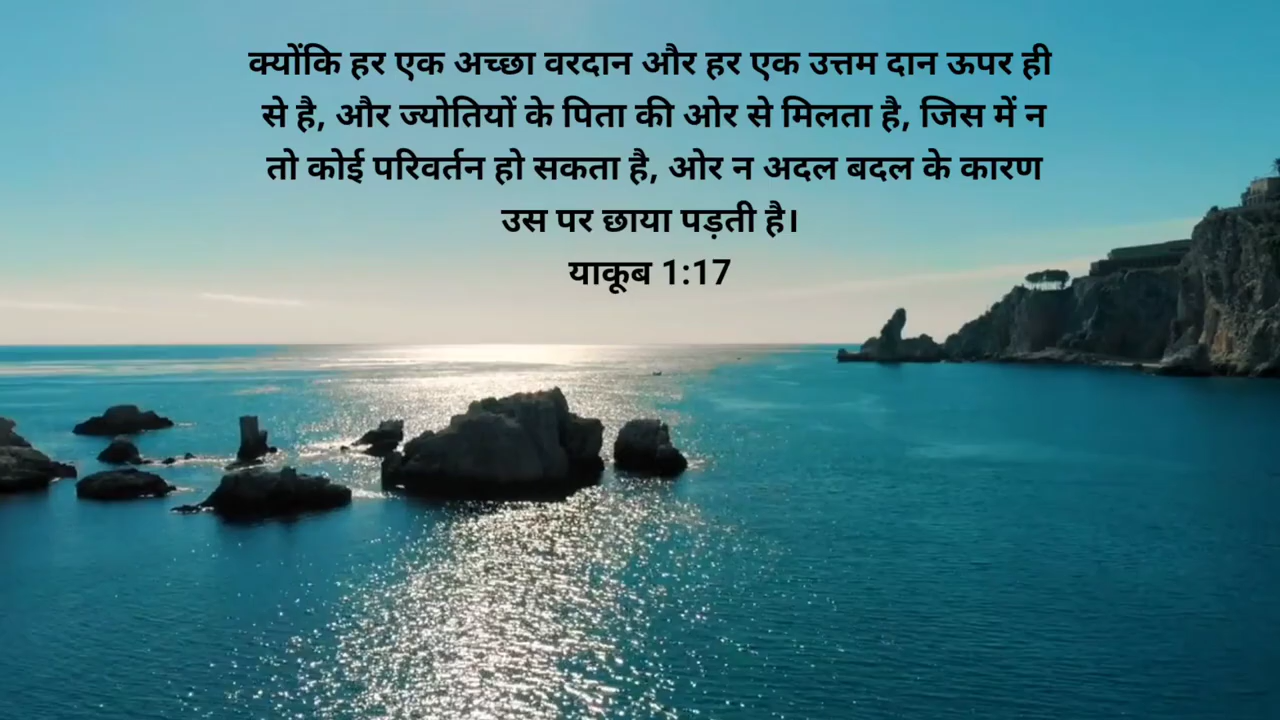 क्योंकि हर एक अच्छा वरदान और हर एक उत्तम दान ऊपर ही
से है, और ज्योतियों के पिता की ओर से मिलता है, जिस में न
तो कोई परिवर्तन हो सकता है, ओर न अदल बदल के कारण
उस पर छाया पड़ती है।
याकूब 1:17